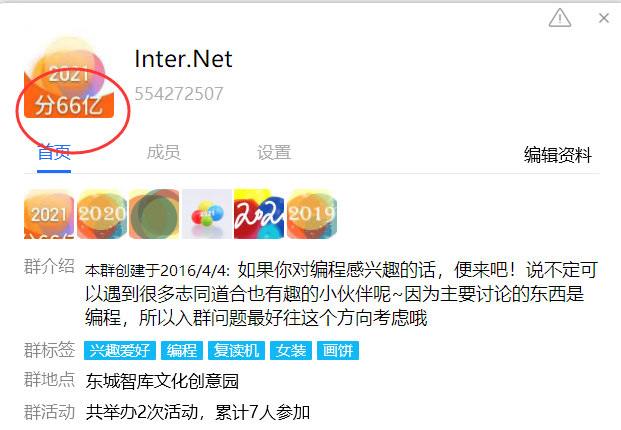 2021
分66亿
Inter.Net
554272507
首页 成员 设置 编辑资料
2021 2020 2021 2021 2019
分66亿
群介绍 本群创建于2016/4/4: 如果你对编程感兴趣的话，便来吧！说不定可
以遇到很多志同道合也有趣的小伙伴呢~因为主要讨论的东西是
编程，所以入群问题最好往这个方向考虑哦
群标签 兴趣爱好 编程 复读机 女装 画饼
群地点 东城智库文化创意园
群活动 共举办2次活动，累计7人参加